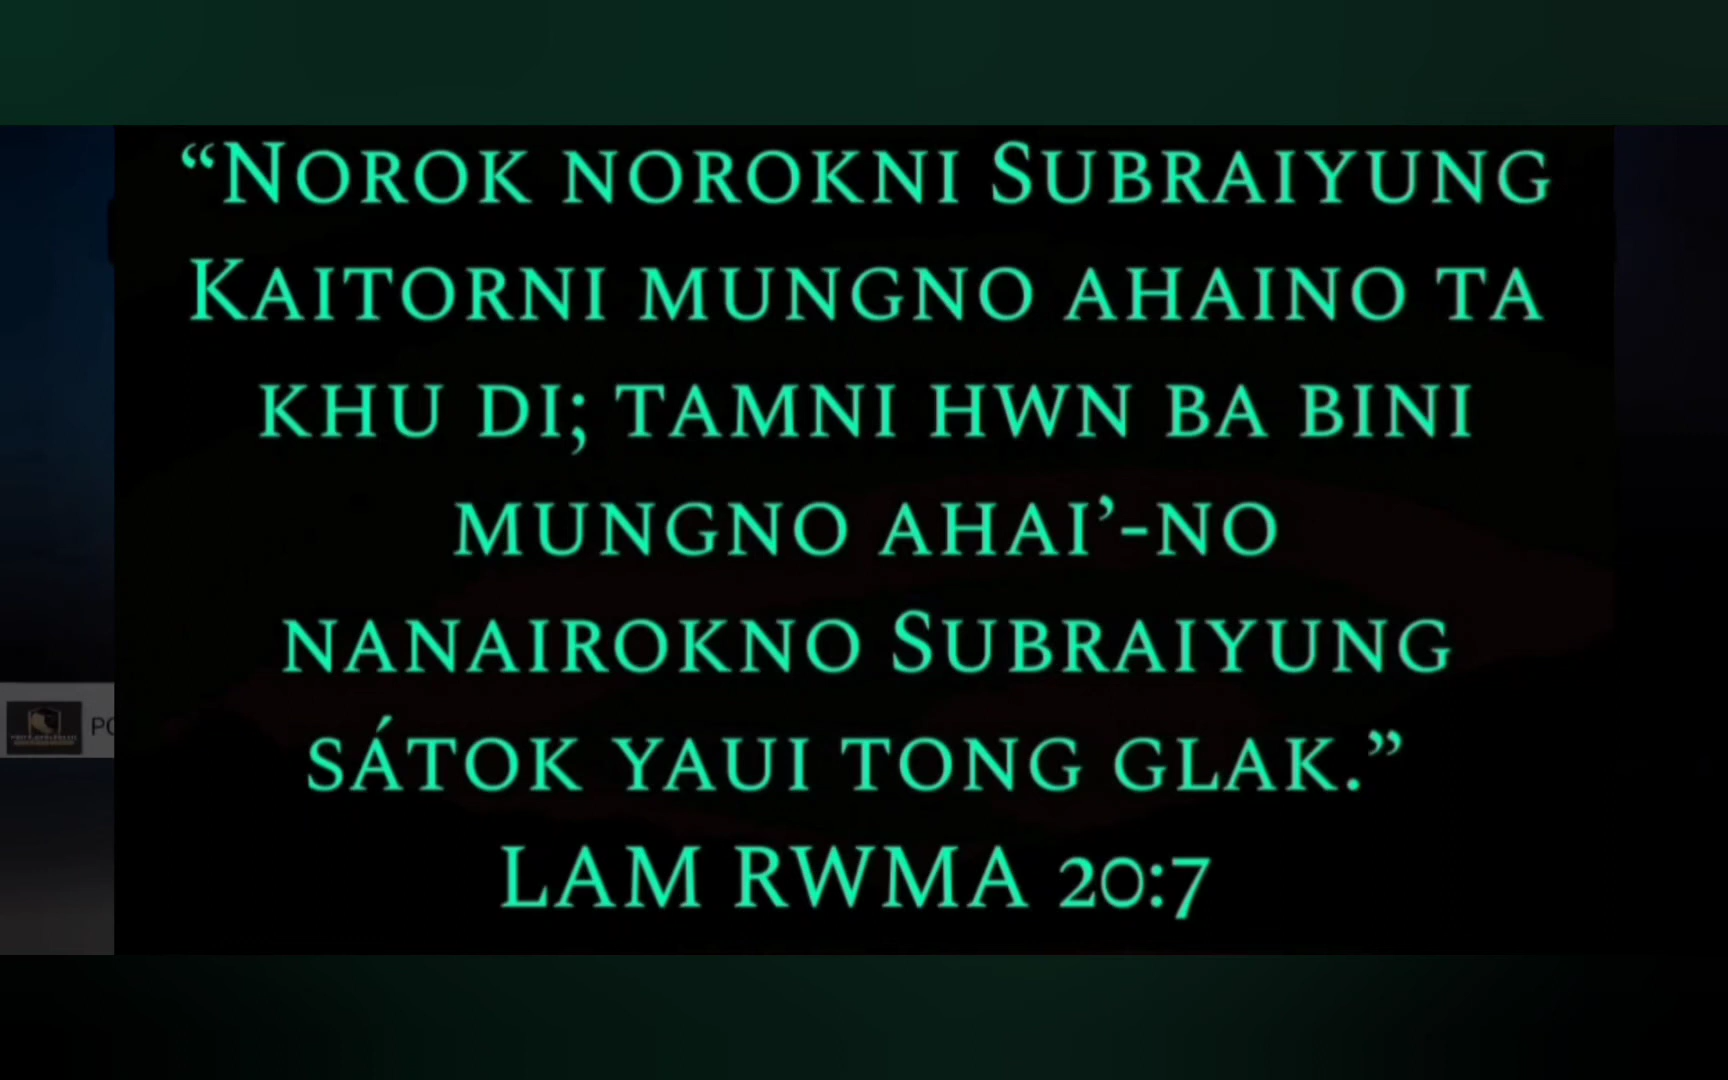 “Norok norokni Subraiyung
Kaitorni mungno ahaino ta
khu di; tamni hwn ba bini
mungno ahai’-no
nanairokno Subraiyung
sátok yaui tong glak.”
LAM RWMA 20:7